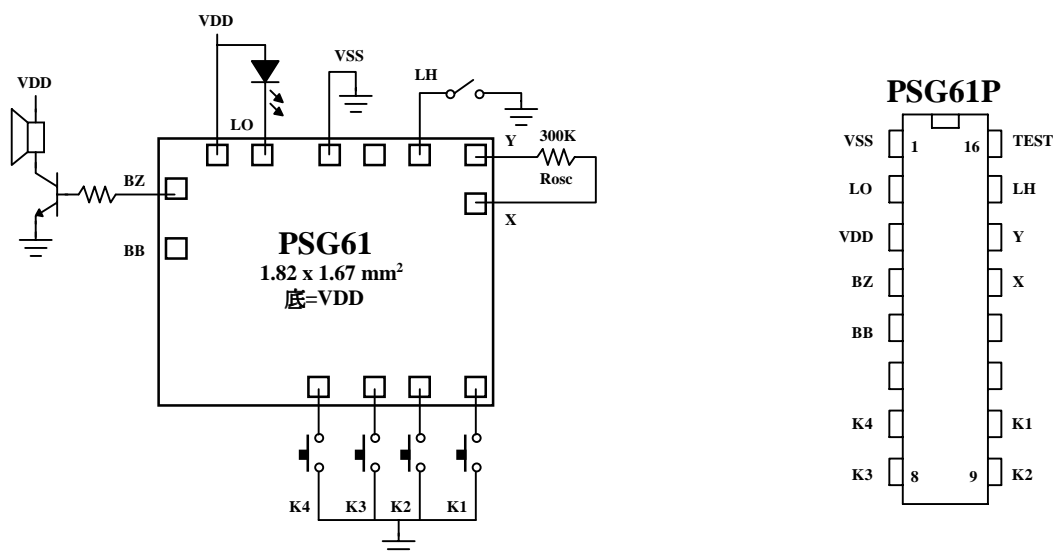 VDD
VSS
LH
VDD
LO
Y
300K
Rosc
X
BZ
BB
PSG61
1.82 x 1.67 mm²
底=VDD
K4
K3
K2
K1
PSG61P
VSS
1
16
TEST
LO
LH
VDD
Y
BZ
X
BB
K4
K1
K3
8
9
K2